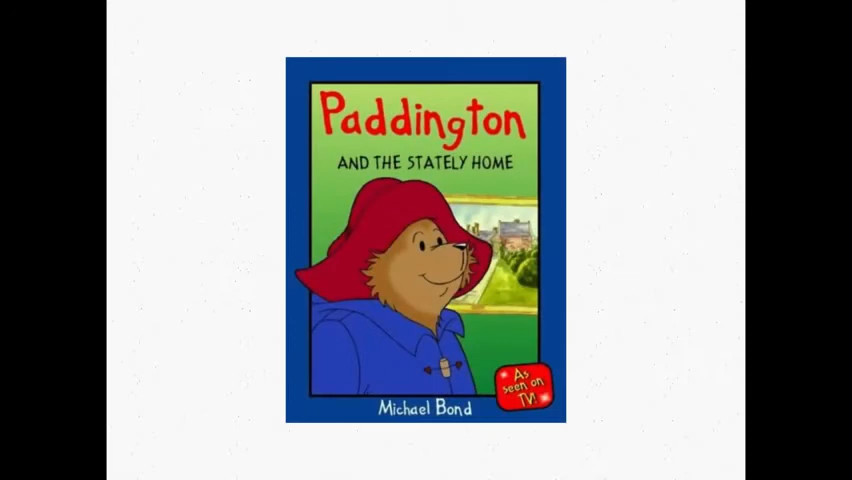 Paddington
AND THE STATELY HOME
As
seen on
TV!
Michael Bond